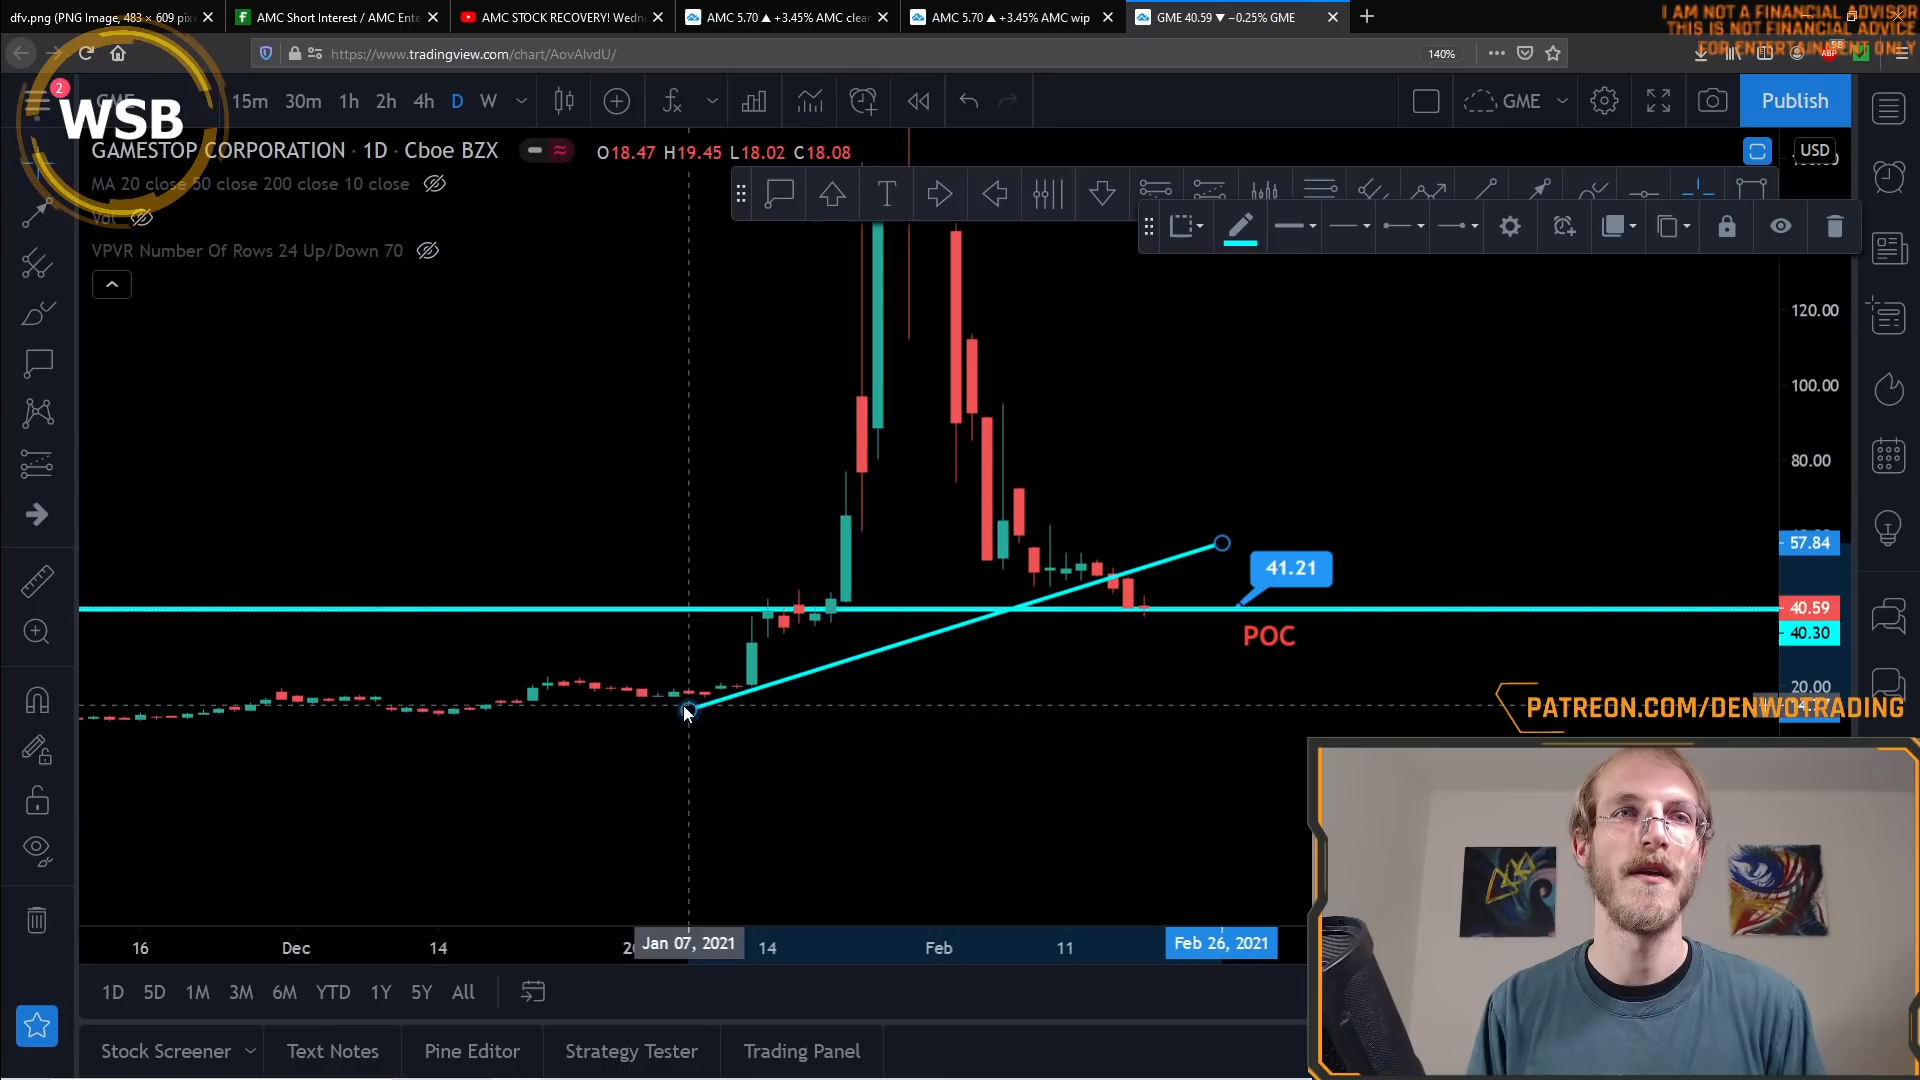 dfv.png (PNG Image, 483 × 609 pix
AMC Short Interest / AMC Ente
AMC STOCK RECOVERY! Wedn
AMC 5.70 ▲ +3.45% AMC clea
AMC 5.70 ▲ +3.45% AMC wip
GME 40.59 ▼ −0.25% GME
I AM NOT A FINANCIAL ADVISOR
THIS IS NOT FINANCIAL ADVICE
FOR ENTERTAINMENT ONLY
https://www.tradingview.com/chart/AovAlvdU/
140%
2
WSB
15m 30m 1h 2h 4h D W
GME
Publish
GAMESTOP CORPORATION · 1D · Cboe BZX
O18.47 H19.45 L18.02 C18.08
USD
MA 20 close 50 close 200 close 10 close
VPVR Number Of Rows 24 Up/Down 70
120.00
100.00
80.00
57.84
41.21
40.59
40.30
POC
20.00
PATREON.COM/DENWOTRADING
16 Dec 14 Jan 07, 2021 14 Feb 11 Feb 26, 2021
1D 5D 1M 3M 6M YTD 1Y 5Y All
Stock Screener Text Notes Pine Editor Strategy Tester Trading Panel